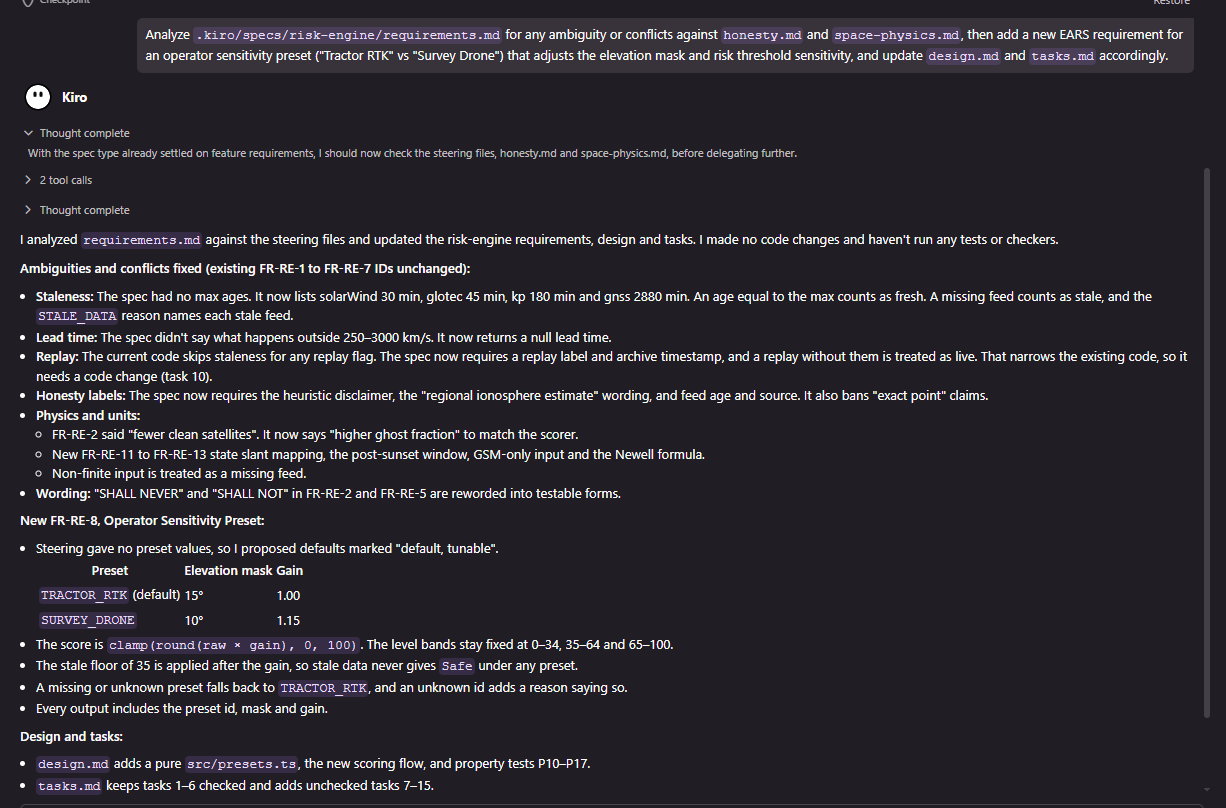 Checkpoint
Restore
Analyze .kiro/specs/risk-engine/requirements.md for any ambiguity or conflicts against honesty.md and space-physics.md, then add a new EARS requirement for
an operator sensitivity preset ("Tractor RTK" vs "Survey Drone") that adjusts the elevation mask and risk threshold sensitivity, and update design.md and tasks.md accordingly.
Kiro
Thought complete
With the spec type already settled on feature requirements, I should now check the steering files, honesty.md and space-physics.md, before delegating further.
2 tool calls
Thought complete
I analyzed requirements.md against the steering files and updated the risk-engine requirements, design and tasks. I made no code changes and haven't run any tests or checkers.
Ambiguities and conflicts fixed (existing FR-RE-1 to FR-RE-7 IDs unchanged):
• Staleness: The spec had no max ages. It now lists solarWind 30 min, glotec 45 min, kp 180 min and gnss 2880 min. An age equal to the max counts as fresh. A missing feed counts as stale, and the
STALE_DATA reason names each stale feed.
• Lead time: The spec didn't say what happens outside 250–3000 km/s. It now returns a null lead time.
• Replay: The current code skips staleness for any replay flag. The spec now requires a replay label and archive timestamp, and a replay without them is treated as live. That narrows the existing code, so it
needs a code change (task 10).
• Honesty labels: The spec now requires the heuristic disclaimer, the "regional ionosphere estimate" wording, and feed age and source. It also bans "exact point" claims.
• Physics and units:
○ FR-RE-2 said "fewer clean satellites". It now says "higher ghost fraction" to match the scorer.
○ New FR-RE-11 to FR-RE-13 state slant mapping, the post-sunset window, GSM-only input and the Newell formula.
○ Non-finite input is treated as a missing feed.
• Wording: "SHALL NEVER" and "SHALL NOT" in FR-RE-2 and FR-RE-5 are reworded into testable forms.
New FR-RE-8, Operator Sensitivity Preset:
• Steering gave no preset values, so I proposed defaults marked "default, tunable".
Preset Elevation mask Gain
TRACTOR_RTK (default) 15° 1.00
SURVEY_DRONE 10° 1.15
• The score is clamp(round(raw × gain), 0, 100). The level bands stay fixed at 0–34, 35–64 and 65–100.
• The stale floor of 35 is applied after the gain, so stale data never gives Safe under any preset.
• A missing or unknown preset falls back to TRACTOR_RTK, and an unknown id adds a reason saying so.
• Every output includes the preset id, mask and gain.
Design and tasks:
• design.md adds a pure src/presets.ts, the new scoring flow, and property tests P10–P17.
• tasks.md keeps tasks 1–6 checked and adds unchecked tasks 7–15.